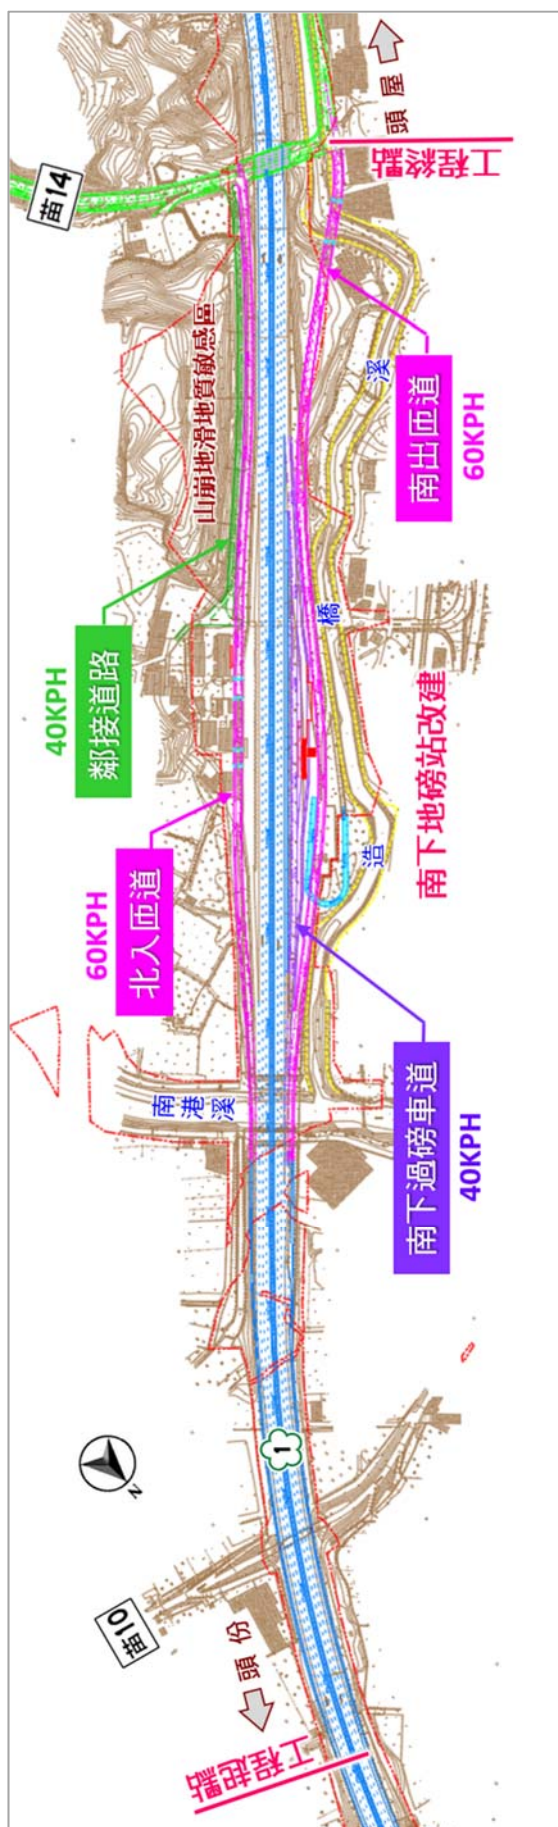 工程起點
頭份
苗10
1
N
南港溪
60KPH
北入匝道
40KPH
鄰接道路
山崩地滑地質敏感區
苗14
南下過磅車道
40KPH
造
橋
溪
南下地磅站改建
南出匝道
60KPH
工程終點
頭屋